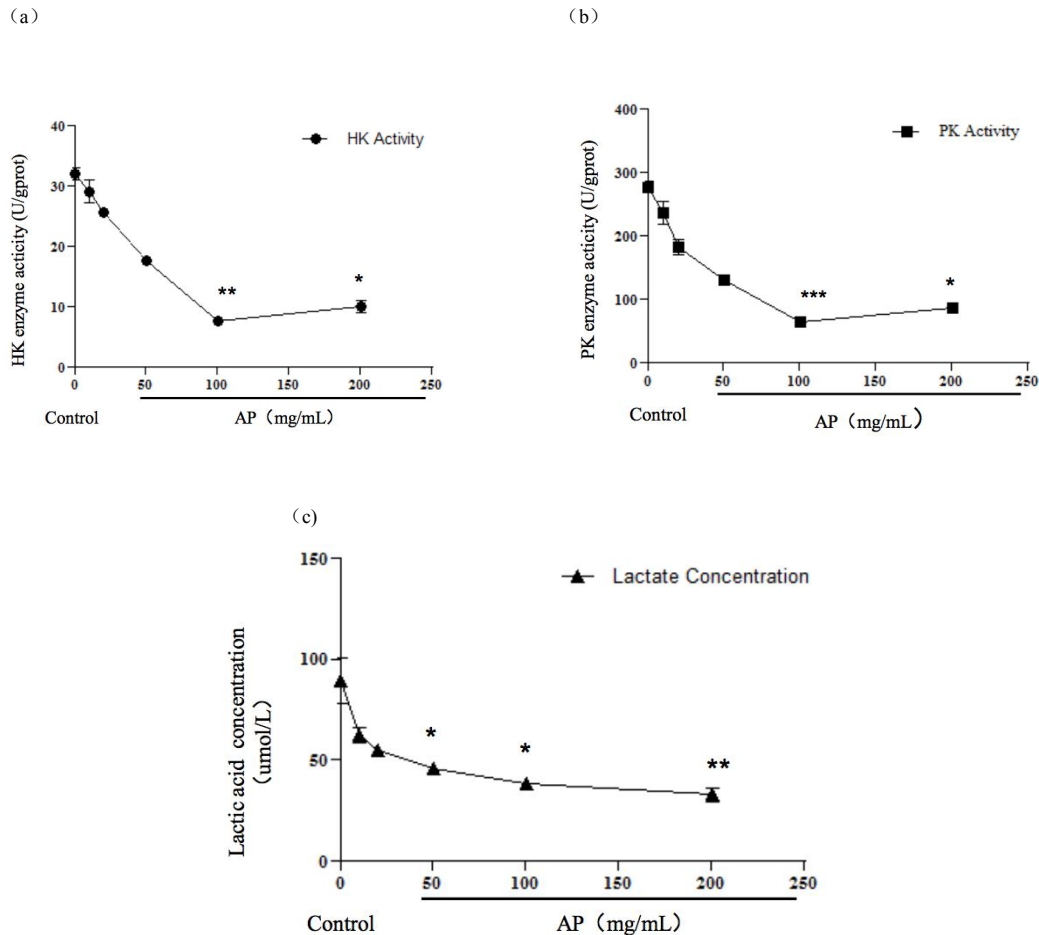 （a）
（b）
HK Activity
HK enzyme acticity (U/gprot)
40
30
20
10
0
**
*
0 50 100 150 200 250
Control
AP（mg/mL）
PK Activity
PK enzyme acticity (U/gprot)
400
300
200
100
0
***
*
0 50 100 150 200 250
Control
AP（mg/mL）
（c)
Lactate Concentration
Lactic acid concentration
（umol/L）
150
100
50
0
*
*
**
0 50 100 150 200 250
Control
AP（mg/mL）